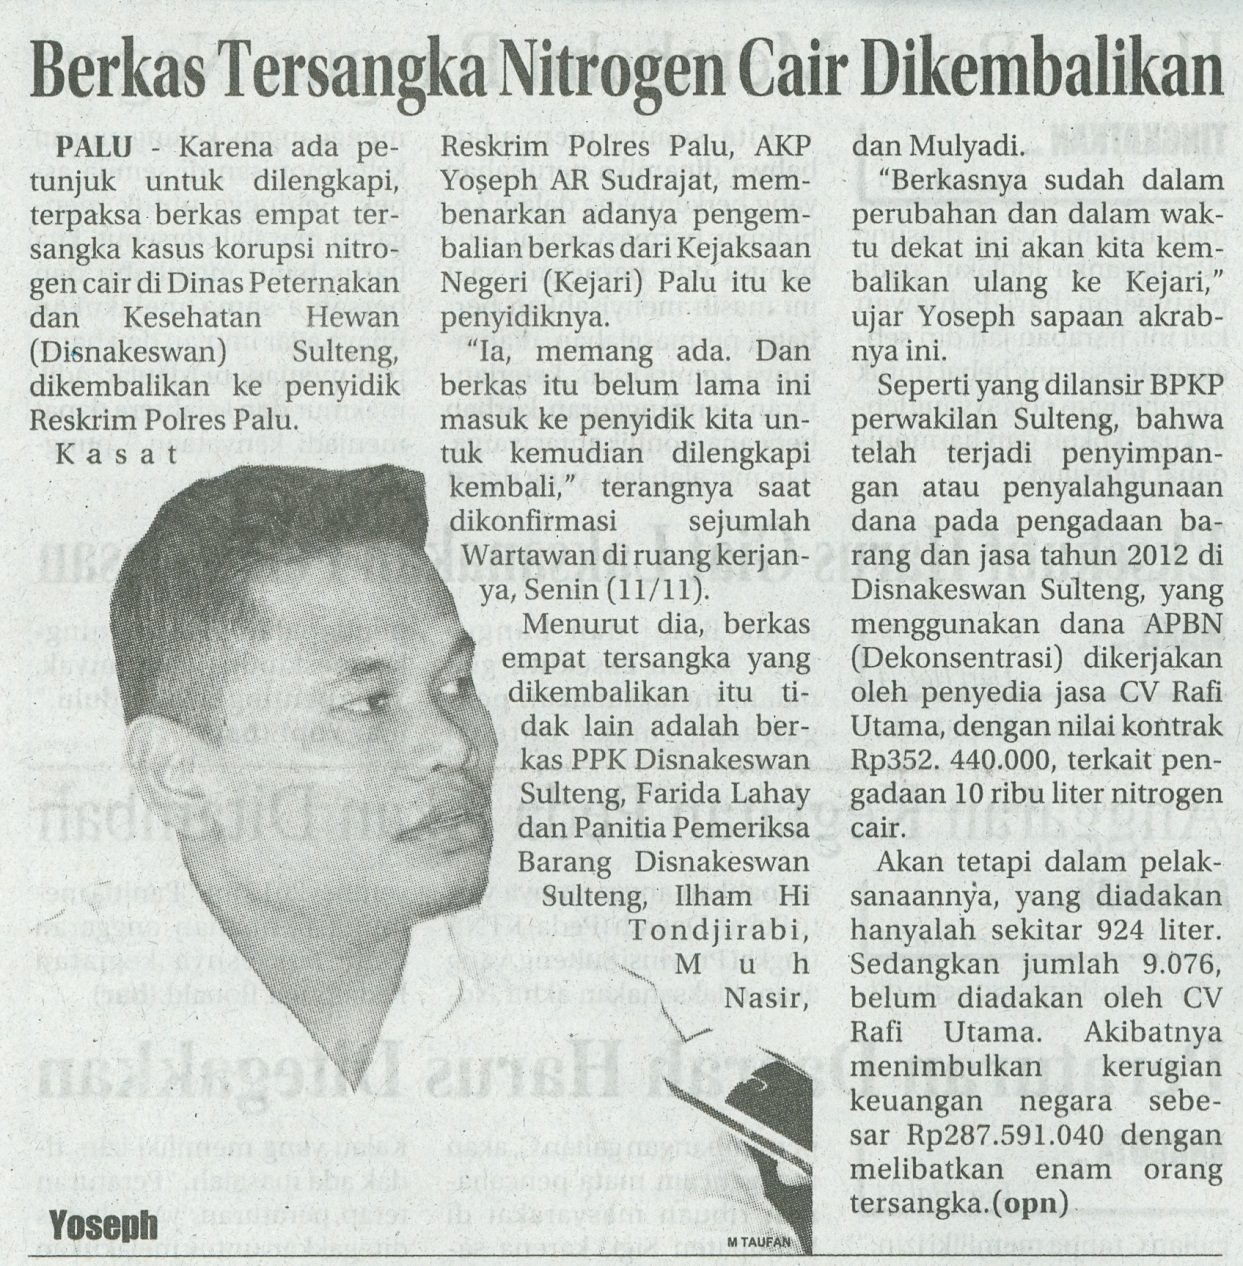 Berkas Tersangka Nitrogen Cair Dikembalikan
PALU - Karena ada pe-
tunjuk untuk dilengkapi,
terpaksa berkas empat ter-
sangka kasus korupsi nitro-
gen cair di Dinas Peternakan
dan Kesehatan Hewan
(Disnakeswan) Sulteng,
dikembalikan ke penyidik
Reskrim Polres Palu.
Kasat
Reskrim Polres Palu, AKP
Yoseph AR Sudrajat, mem-
benarkan adanya pengem-
balian berkas dari Kejaksaan
Negeri (Kejari) Palu itu ke
penyidiknya.
"Ia, memang ada. Dan
berkas itu belum lama ini
masuk ke penyidik kita un-
tuk kemudian dilengkapi
kembali," terangnya saat
dikonfirmasi sejumlah
Wartawan di ruang kerjan-
ya, Senin (11/11).
Menurut dia, berkas
empat tersangka yang
dikembalikan itu ti-
dak lain adalah ber-
kas PPK Disnakeswan
Sulteng, Farida Lahay
dan Panitia Pemeriksa
Barang Disnakeswan
Sulteng, Ilham Hi
Tondjirabi,
Muh
Nasir,
dan Mulyadi.
"Berkasnya sudah dalam
perubahan dan dalam wak-
tu dekat ini akan kita kem-
balikan ulang ke Kejari,"
ujar Yoseph sapaan akrab-
nya ini.
Seperti yang dilansir BPKP
perwakilan Sulteng, bahwa
telah terjadi penyimpan-
gan atau penyalahgunaan
dana pada pengadaan ba-
rang dan jasa tahun 2012 di
Disnakeswan Sulteng, yang
menggunakan dana APBN
(Dekonsentrasi) dikerjakan
oleh penyedia jasa CV Rafi
Utama, dengan nilai kontrak
Rp352. 440.000, terkait pen-
gadaan 10 ribu liter nitrogen
cair.
Akan tetapi dalam pelak-
sanaannya, yang diadakan
hanyalah sekitar 924 liter.
Sedangkan jumlah 9.076,
belum diadakan oleh CV
Rafi Utama. Akibatnya
menimbulkan kerugian
keuangan negara sebe-
sar Rp287.591.040 dengan
melibatkan enam orang
tersangka.(opn)
Yoseph
M TAUFAN